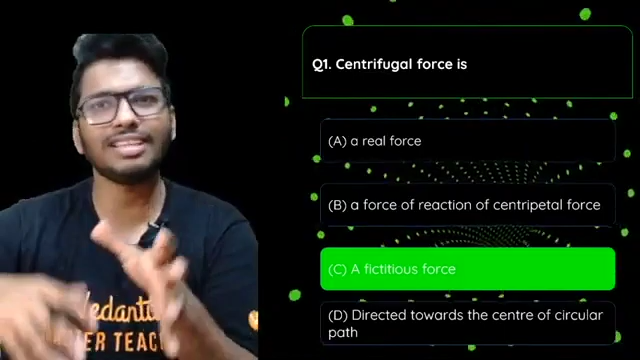 Q1. Centrifugal force is
(A) a real force
(B) a force of reaction of centripetal force
(C) A fictitious force
(D) Directed towards the centre of circular
path